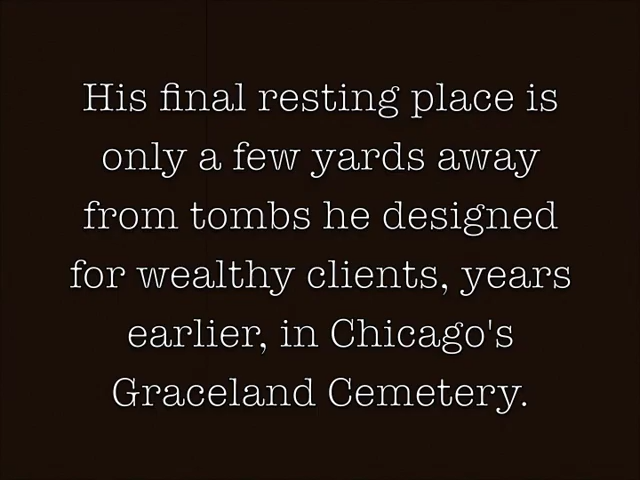 His final resting place is
only a few yards away
from tombs he designed
for wealthy clients, years
earlier, in Chicago's
Graceland Cemetery.